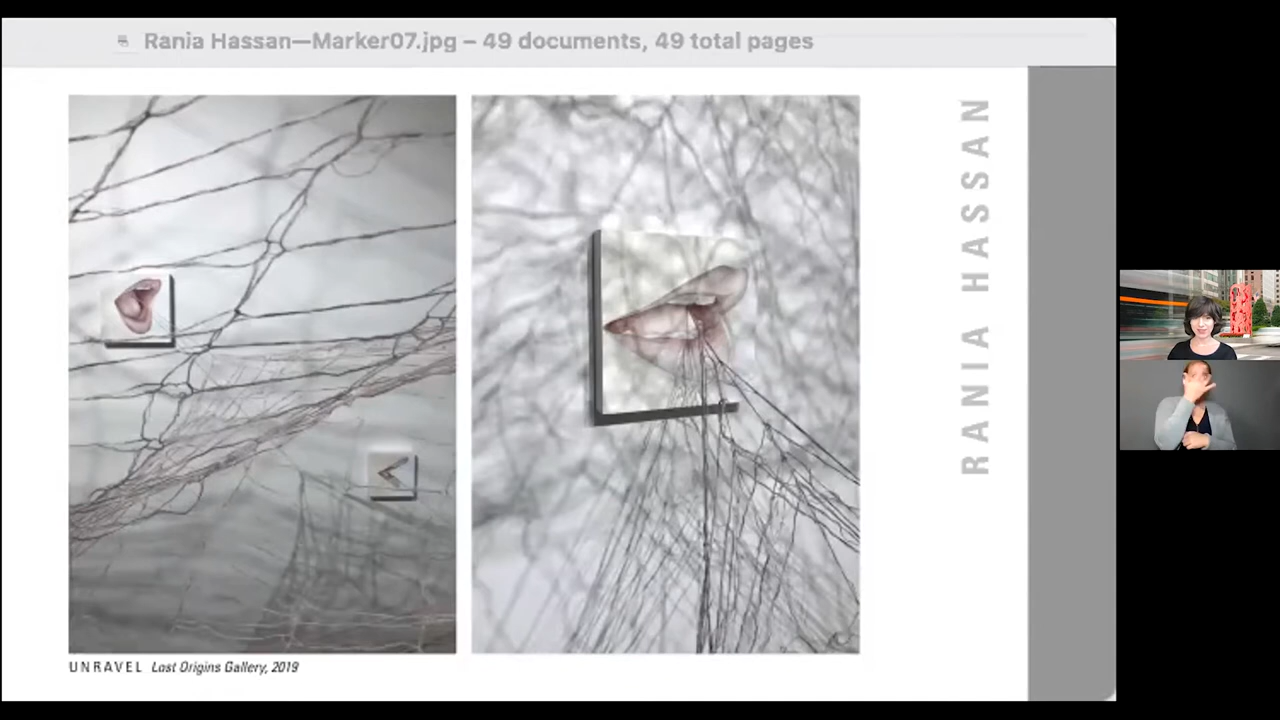 Rania Hassan—Marker07.jpg – 49 documents, 49 total pages
RANIA HASSAN
UNRAVEL Lost Origins Gallery, 2019